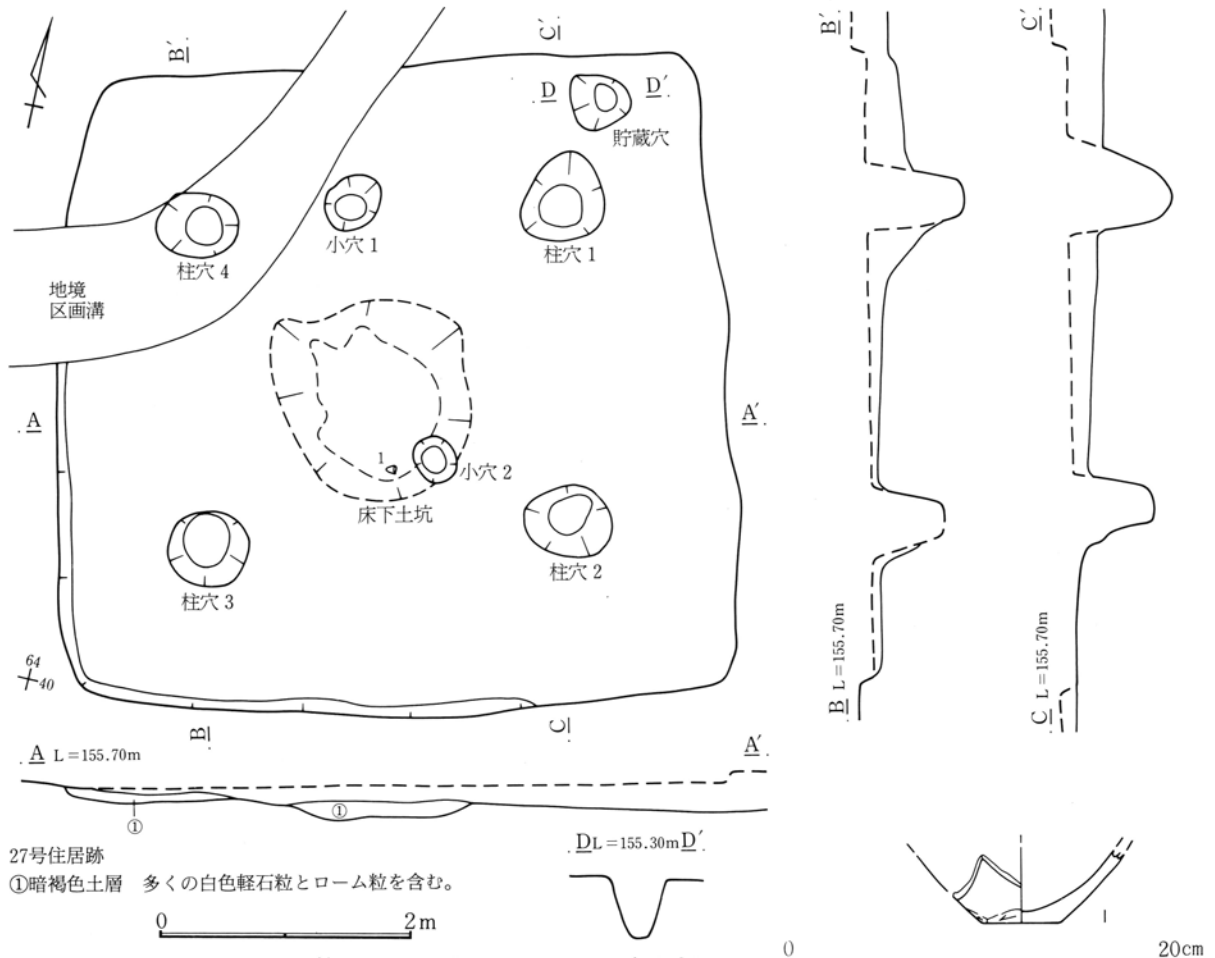 B′
C′
D D′
貯蔵穴
柱穴4
小穴1
柱穴1
地境
区画溝
A
A′
1
小穴2
床下土坑
柱穴3
柱穴2
64
40
B
C
A L=155.70m
A′
①
①
27号住居跡
①暗褐色土層 多くの白色軽石粒とローム粒を含む。
0 2m
D L=155.30m D′
B′
C′
B L=155.70m
C L=155.70m
1
0 20cm